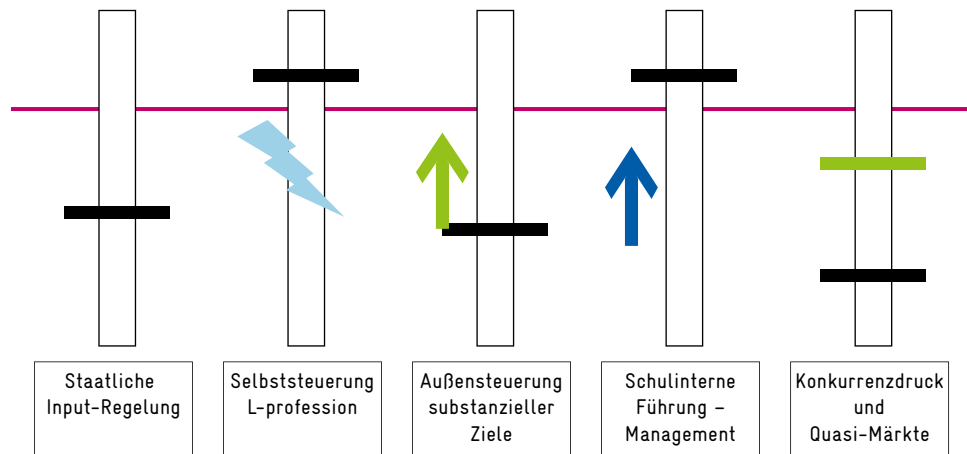 Staatliche
Input-Regelung
Selbststeuerung
L-profession
Außensteuerung
substanzieller
Ziele
Schulinterne
Führung –
Management
Konkurrenzdruck
und
Quasi-Märkte